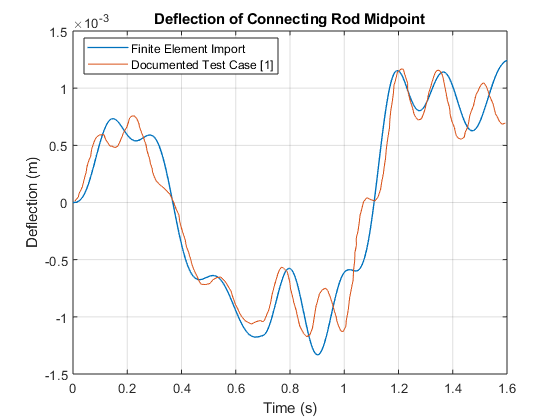 Deflection of Connecting Rod Midpoint
×10^-3
Finite Element Import
Documented Test Case [1]
1.5
1
0.5
0
-0.5
-1
-1.5
Deflection (m)
0 0.2 0.4 0.6 0.8 1 1.2 1.4 1.6
Time (s)